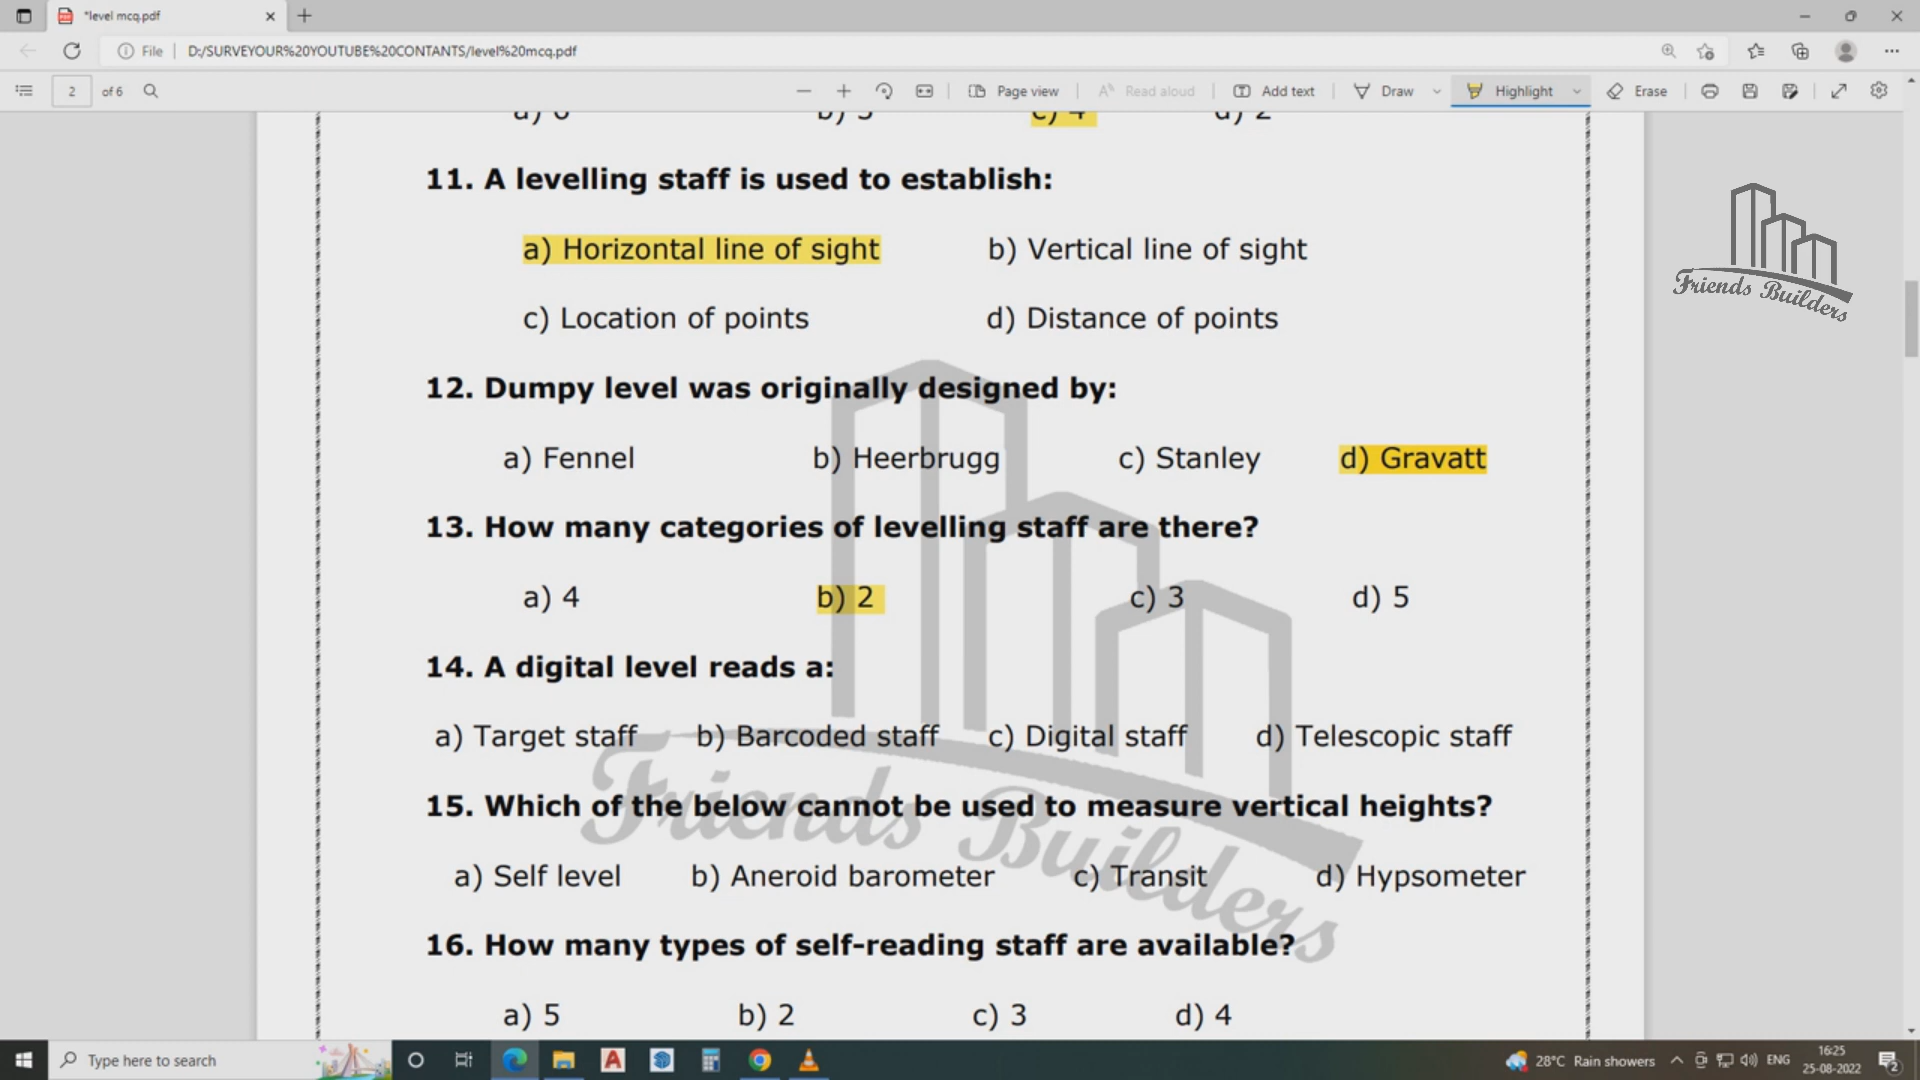 *level mcq.pdf
File
D:/SURVEYOUR%20YOUTUBE%20CONTANTS/level%20mcq.pdf
2 of 6
Page view
Read aloud
Add text
Draw
Highlight
Erase
c) 4
d) 2
11. A levelling staff is used to establish:
a) Horizontal line of sight b) Vertical line of sight
c) Location of points d) Distance of points
12. Dumpy level was originally designed by:
a) Fennel b) Heerbrugg c) Stanley d) Gravatt
13. How many categories of levelling staff are there?
a) 4 b) 2 c) 3 d) 5
14. A digital level reads a:
a) Target staff b) Barcoded staff c) Digital staff d) Telescopic staff
15. Which of the below cannot be used to measure vertical heights?
a) Self level b) Aneroid barometer c) Transit d) Hypsometer
16. How many types of self-reading staff are available?
a) 5 b) 2 c) 3 d) 4
Friends Builders
Friends Builders
Type here to search
28°C Rain showers
ENG
16:25
25-08-2022
2